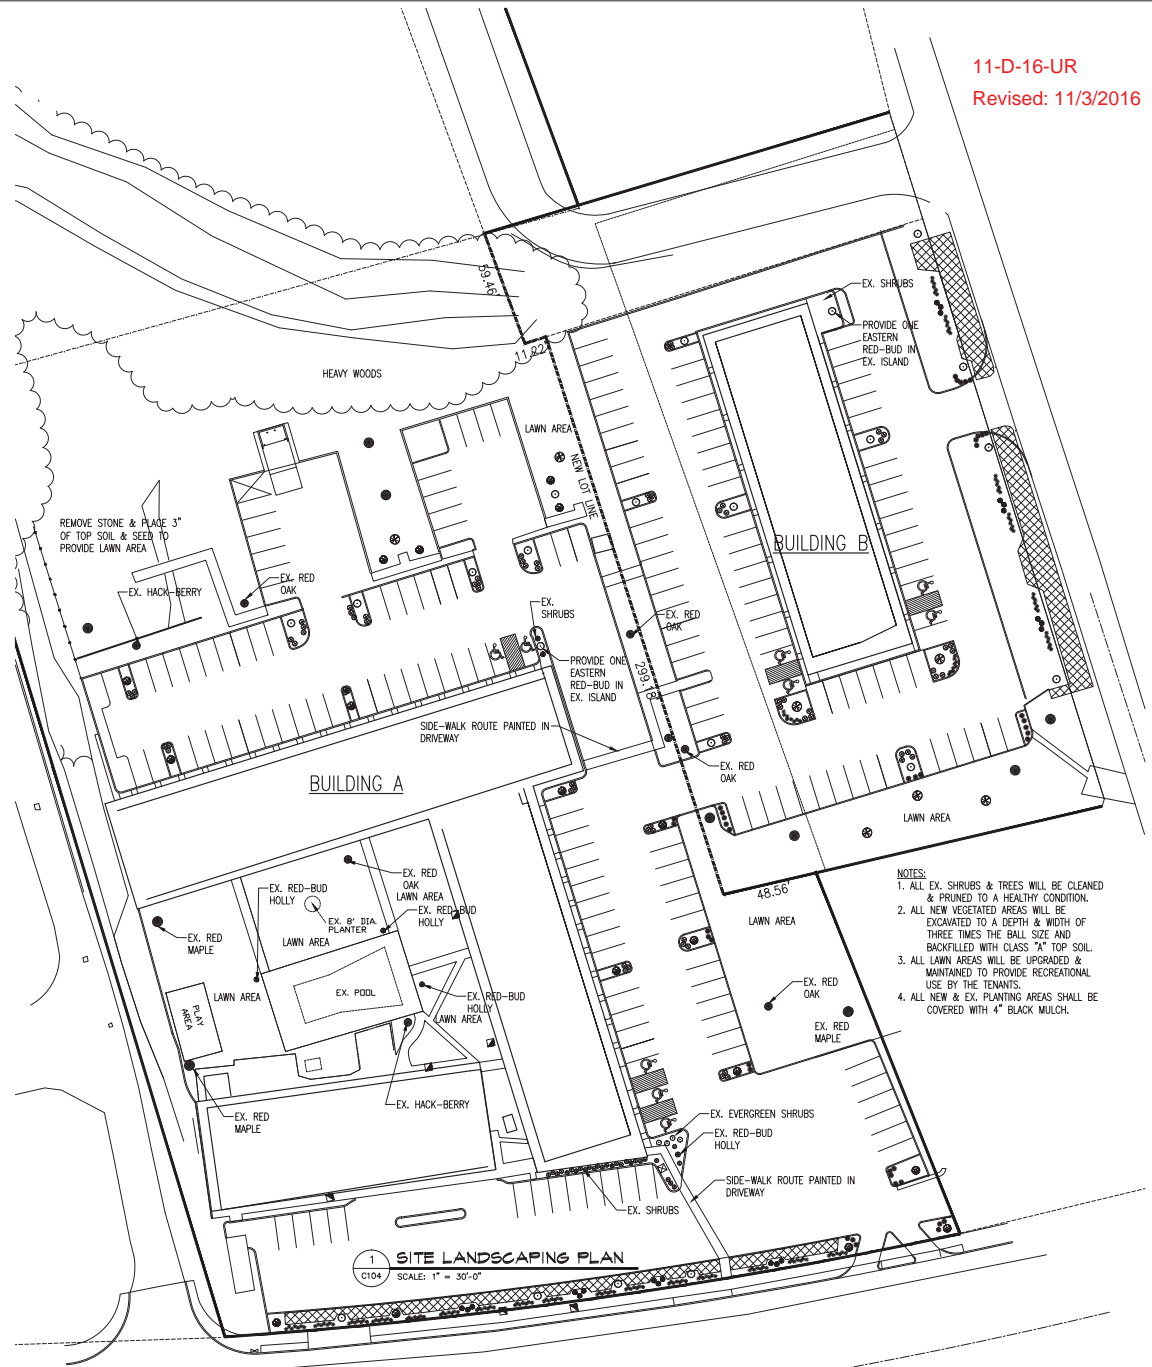 11-D-16-UR
Revised: 11/3/2016
59.46'
11.22'
EX. SHRUBS
PROVIDE ONE
EASTERN
RED-BUD IN
EX. ISLAND
HEAVY WOODS
LAWN AREA
NEW LOT LINE
REMOVE STONE & PLACE 3"
OF TOP SOIL & SEED TO
PROVIDE LAWN AREA
BUILDING B
EX. HACK-BERRY
EX. RED
OAK
EX.
SHRUBS
EX. RED
OAK
PROVIDE ONE
EASTERN
RED-BUD IN
EX. ISLAND
299.18'
SIDE-WALK ROUTE PAINTED IN
DRIVEWAY
EX. RED
OAK
BUILDING A
LAWN AREA
EX. RED
OAK
LAWN AREA
EX. RED-BUD
HOLLY
EX. 8' DIA.
PLANTER
EX. RED-BUD
HOLLY
LAWN AREA
EX. RED
MAPLE
48.56'
LAWN AREA
NOTES:
1. ALL EX. SHRUBS & TREES WILL BE CLEANED
& PRUNED TO A HEALTHY CONDITION.
2. ALL NEW VEGETATED AREAS WILL BE
EXCAVATED TO A DEPTH & WIDTH OF
THREE TIMES THE BALL SIZE AND
BACKFILLED WITH CLASS "A" TOP SOIL.
3. ALL LAWN AREAS WILL BE UPGRADED &
MAINTAINED TO PROVIDE RECREATIONAL
USE BY THE TENANTS.
4. ALL NEW & EX. PLANTING AREAS SHALL BE
COVERED WITH 4" BLACK MULCH.
LAWN AREA
EX. POOL
EX. RED-BUD
HOLLY
LAWN AREA
PLAY
AREA
EX. RED
OAK
EX. RED
MAPLE
EX. RED
MAPLE
EX. HACK-BERRY
EX. EVERGREEN SHRUBS
EX. RED-BUD
HOLLY
SIDE-WALK ROUTE PAINTED IN
DRIVEWAY
EX. SHRUBS
1
C104
SITE LANDSCAPING PLAN
SCALE: 1" = 30'-0"